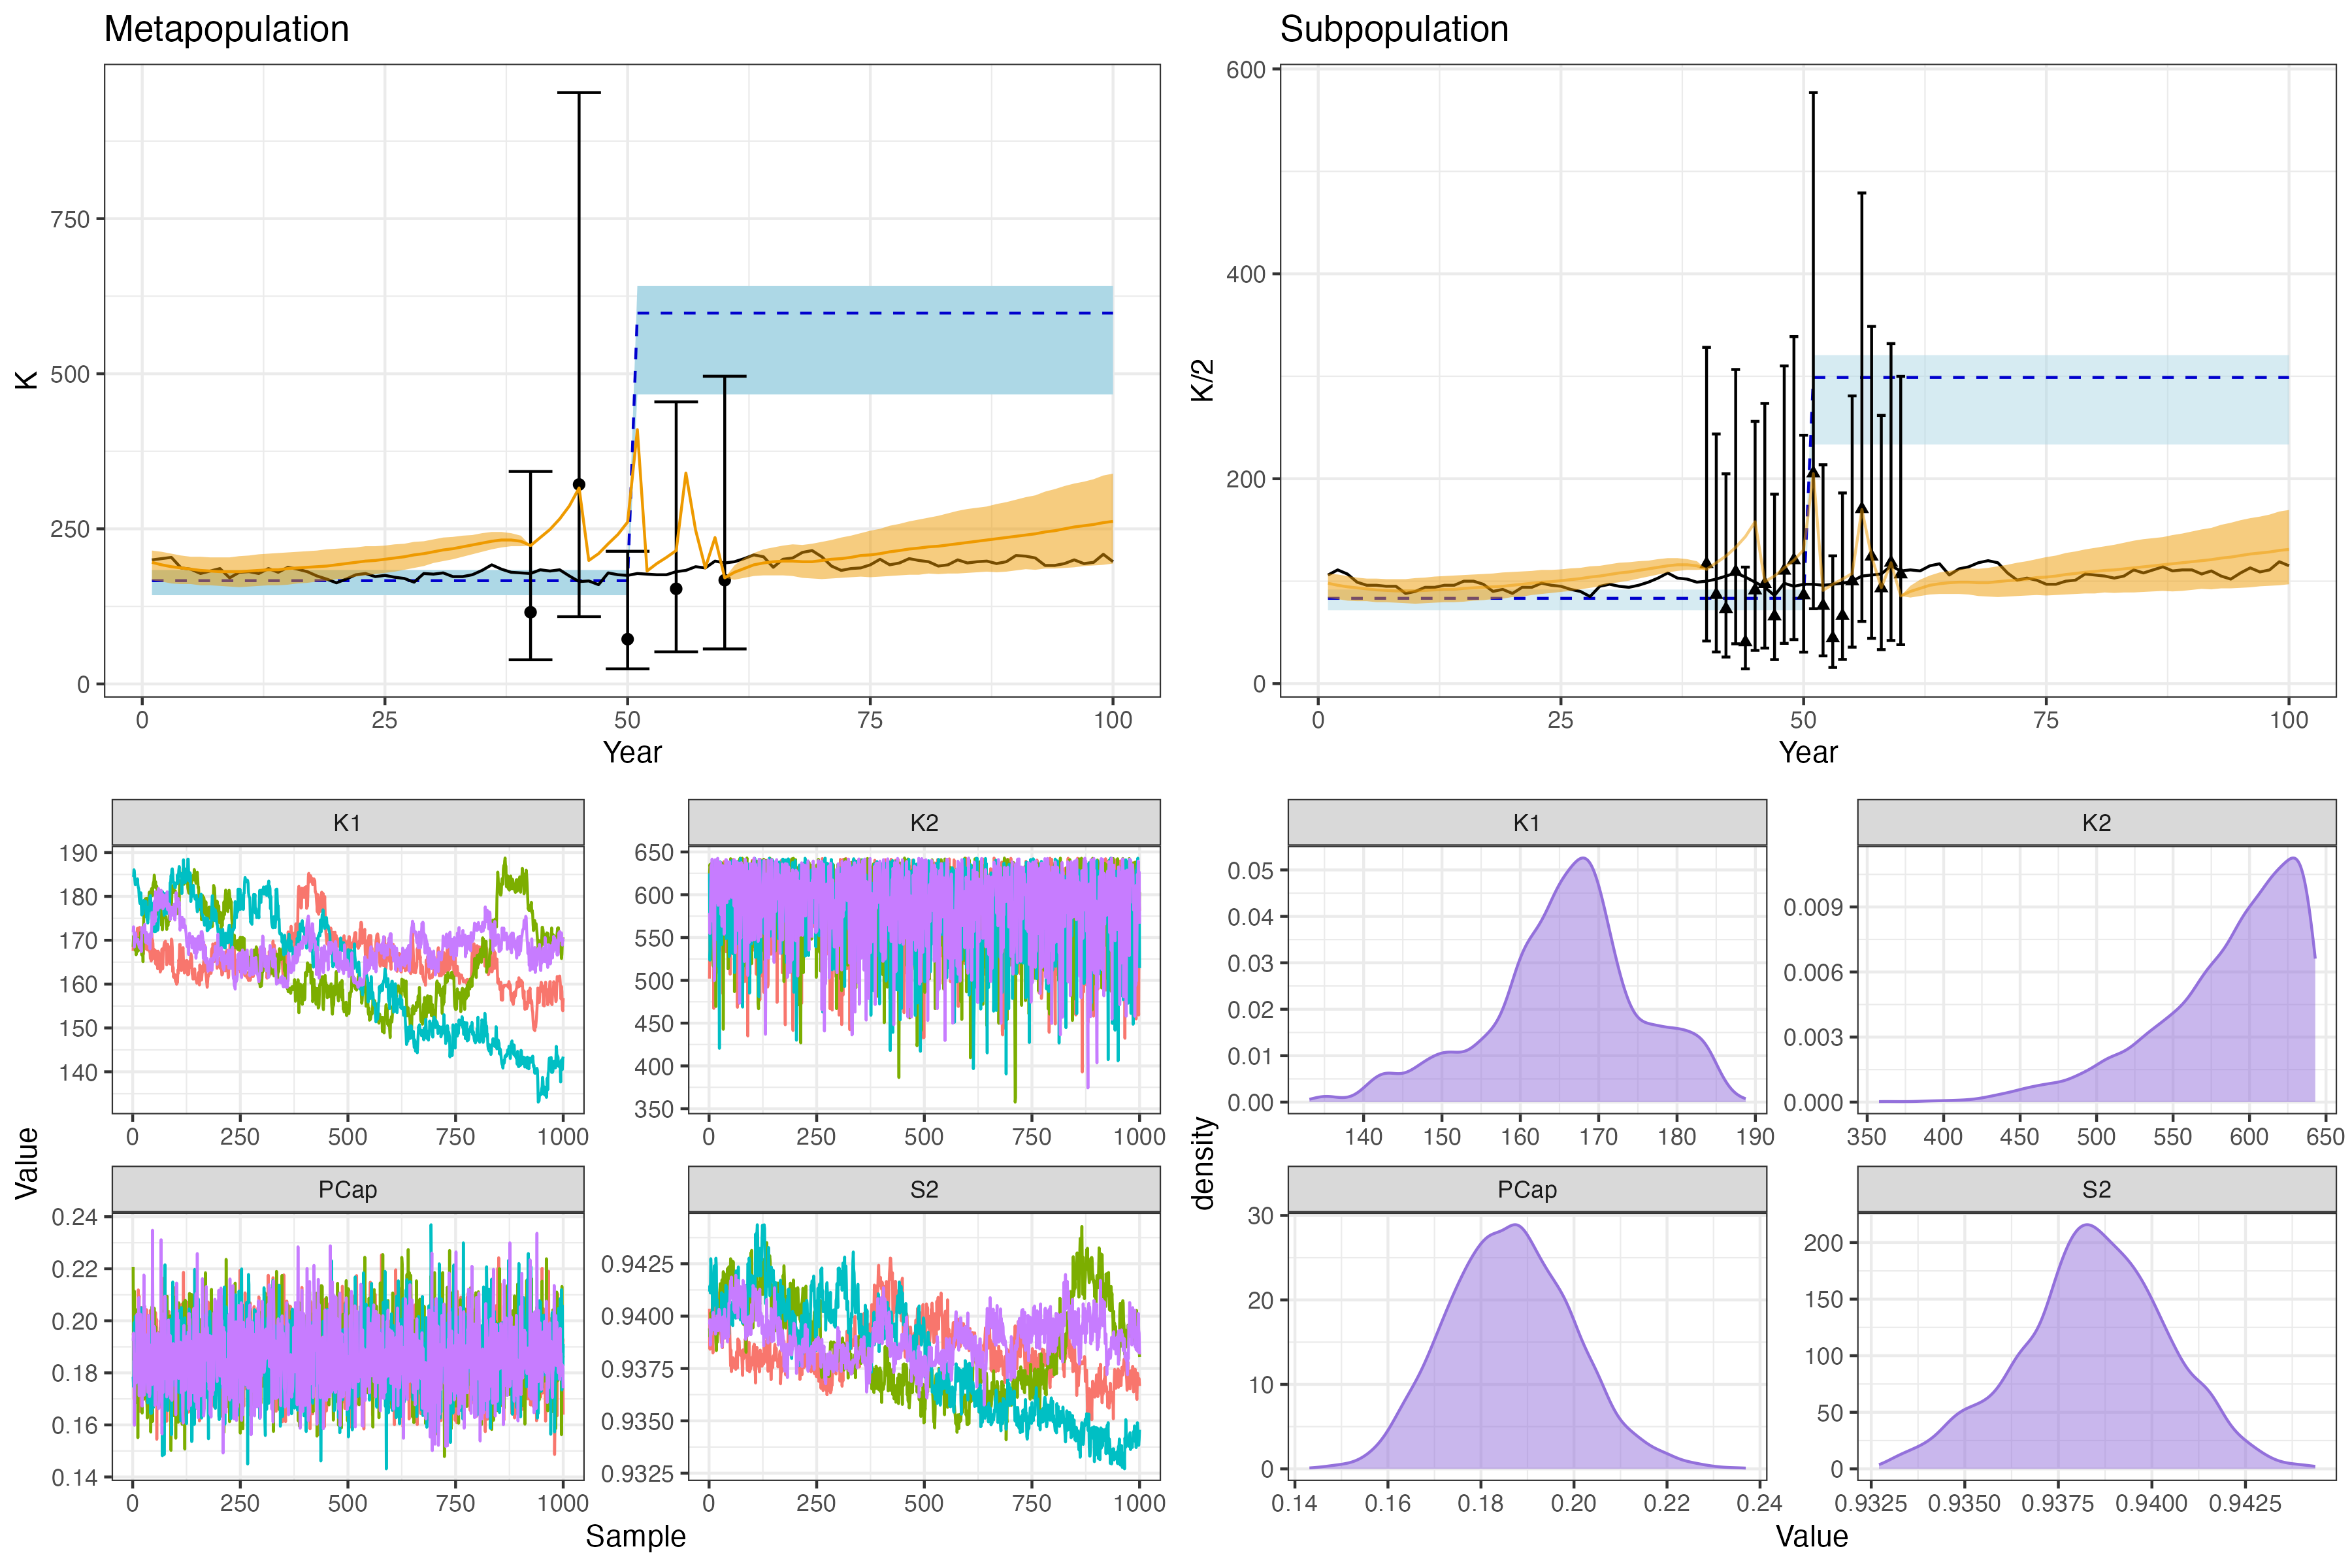 Metapopulation
Subpopulation
K
750
500
250
0
0 25 50 75 100
Year
K/2
600
400
200
0
0 25 50 75 100
Year
Value
K1
190
180
170
160
150
140
0 250 500 750 1000
K2
650
600
550
500
450
400
350
0 250 500 750 1000
PCap
0.24
0.22
0.20
0.18
0.16
0.14
0 250 500 750 1000
S2
0.9425
0.9400
0.9375
0.9350
0.9325
0 250 500 750 1000
Sample
density
K1
0.05
0.04
0.03
0.02
0.01
0.00
140 150 160 170 180 190
K2
0.009
0.006
0.003
0.000
350 400 450 500 550 600 650
PCap
30
20
10
0
0.14 0.16 0.18 0.20 0.22 0.24
S2
200
150
100
50
0
0.9325 0.9350 0.9375 0.9400 0.9425
Value